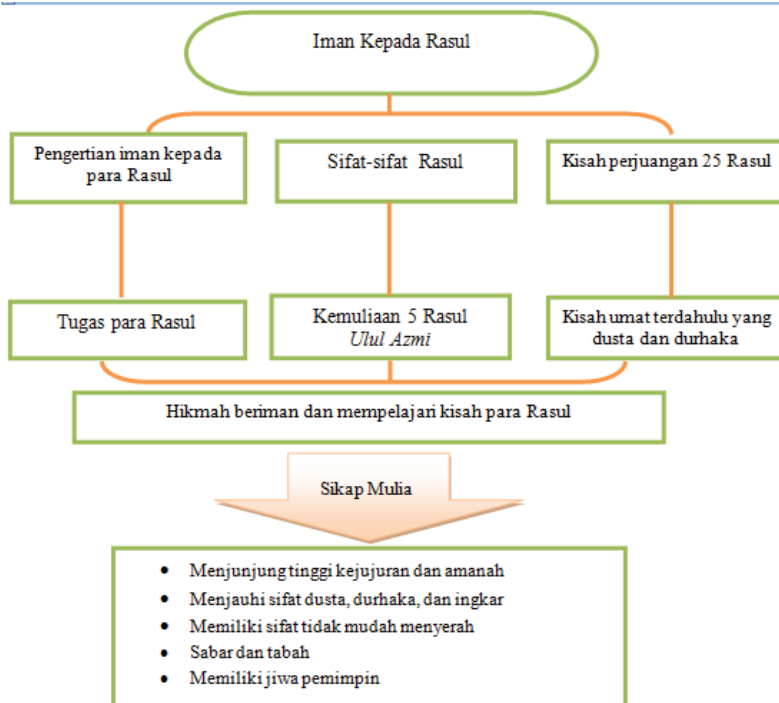 Iman Kepada Rasul
Pengertian iman kepada
para Rasul
Sifat-sifat Rasul
Kisah perjuangan 25 Rasul
Tugas para Rasul
Kemuliaan 5 Rasul
Ulul Azmi
Kisah umat terdahulu yang
dusta dan durhaka
Hikmah beriman dan mempelajari kisah para Rasul
Sikap Mulia
• Menjunjung tinggi kejujuran dan amanah
• Menjauhi sifat dusta, durhaka, dan ingkar
• Memiliki sifat tidak mudah menyerah
• Sabar dan tabah
• Memiliki jiwa pemimpin